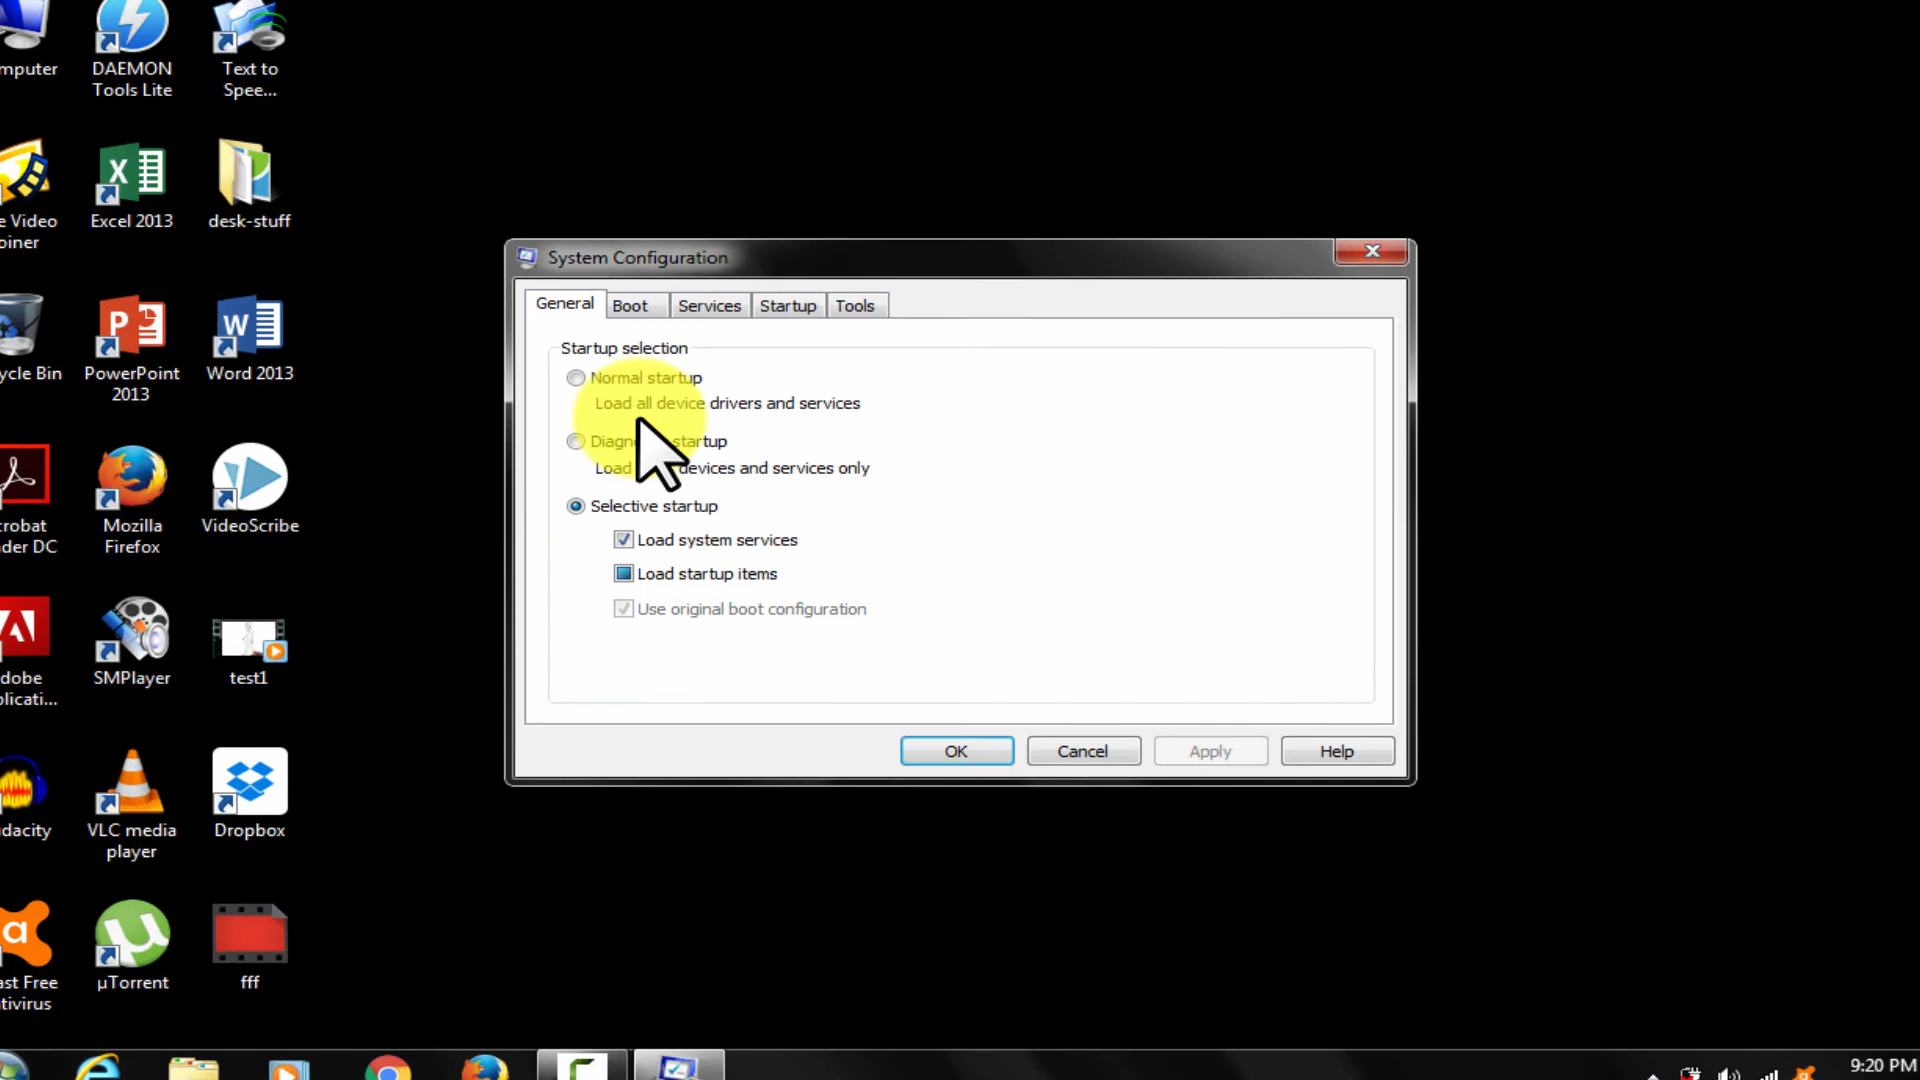 mputer
DAEMON
Tools Lite
Text to
Spee...
e Video
oiner
Excel 2013
desk-stuff
ycle Bin
PowerPoint
2013
Word 2013
crobat
der DC
Mozilla
Firefox
VideoScribe
dobe
plicati...
SMPlayer
test1
dacity
VLC media
player
Dropbox
ast Free
tivirus
µTorrent
fff
System Configuration
General
Boot
Services
Startup
Tools
Startup selection
Normal startup
Load all device drivers and services
Diagn startup
Load devices and services only
Selective startup
Load system services
Load startup items
Use original boot configuration
OK
Cancel
Apply
Help
9:20 PM